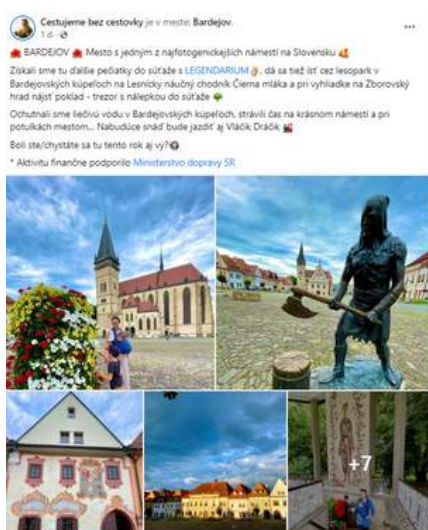 Cestujeme bez cestovky je v meste: Bardejov.
1 d.
BARDEJOV Mesto s jedným z najfotogenickejších námestí na Slovensku
Získali sme tu ďalšie pečiatky do súťaže s LEGENDARIUM, dá sa tiež ísť cez lesopark v
Bardejovských kúpeľoch na Lesnícky náučný chodník Čierna mláka a pri vyhliadke na Zborovský
hrad nájsť poklad - trezor s nálepkou do súťaže
Ochutnali sme liečivú vodu v Bardejovských kúpeľoch, strávili čas na krásnom námestí a pri
potulkách mestom... Nabudúce snáď bude jazdiť aj Vláčik Dráčik
Boli ste/chystáte sa tu tento rok aj vy?
* Aktivitu finančne podporilo Ministerstvo dopravy SR
+7